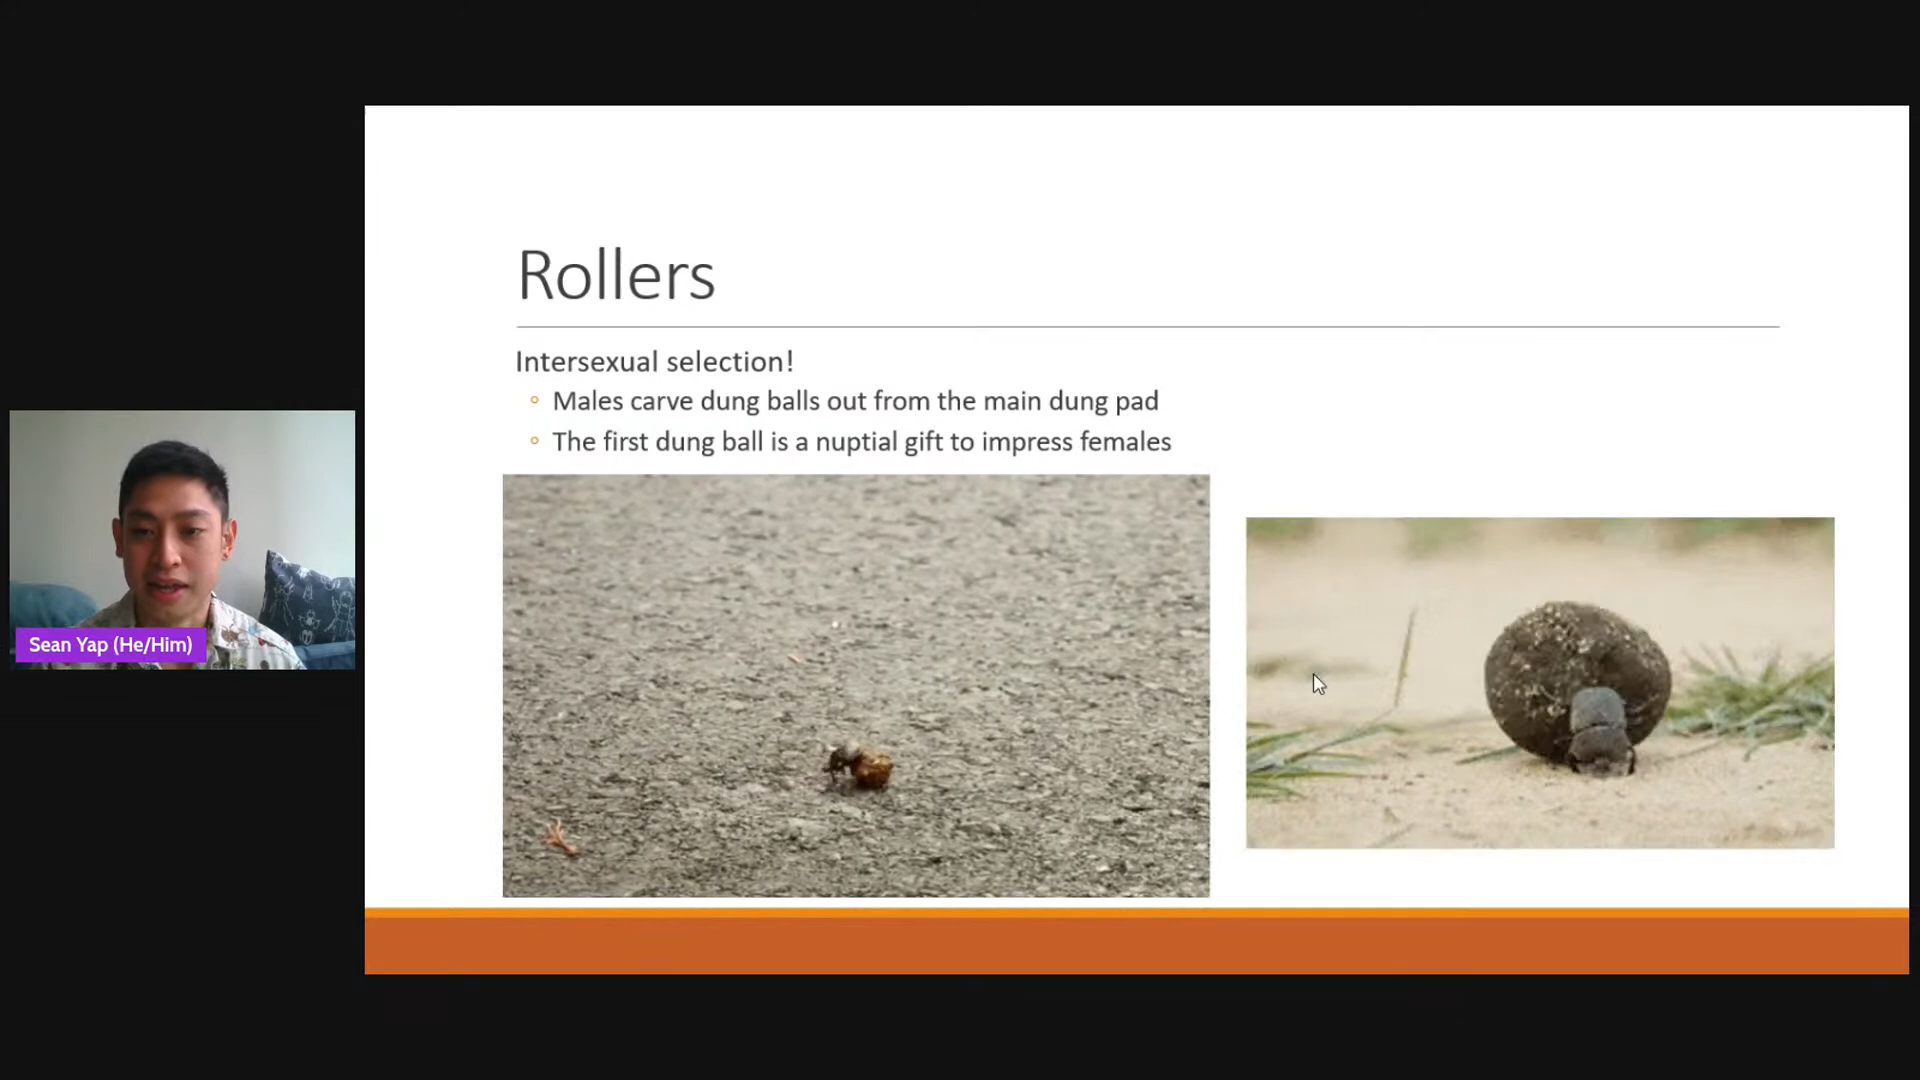 Rollers
Intersexual selection!
Males carve dung balls out from the main dung pad
The first dung ball is a nuptial gift to impress females
Sean Yap (He/Him)